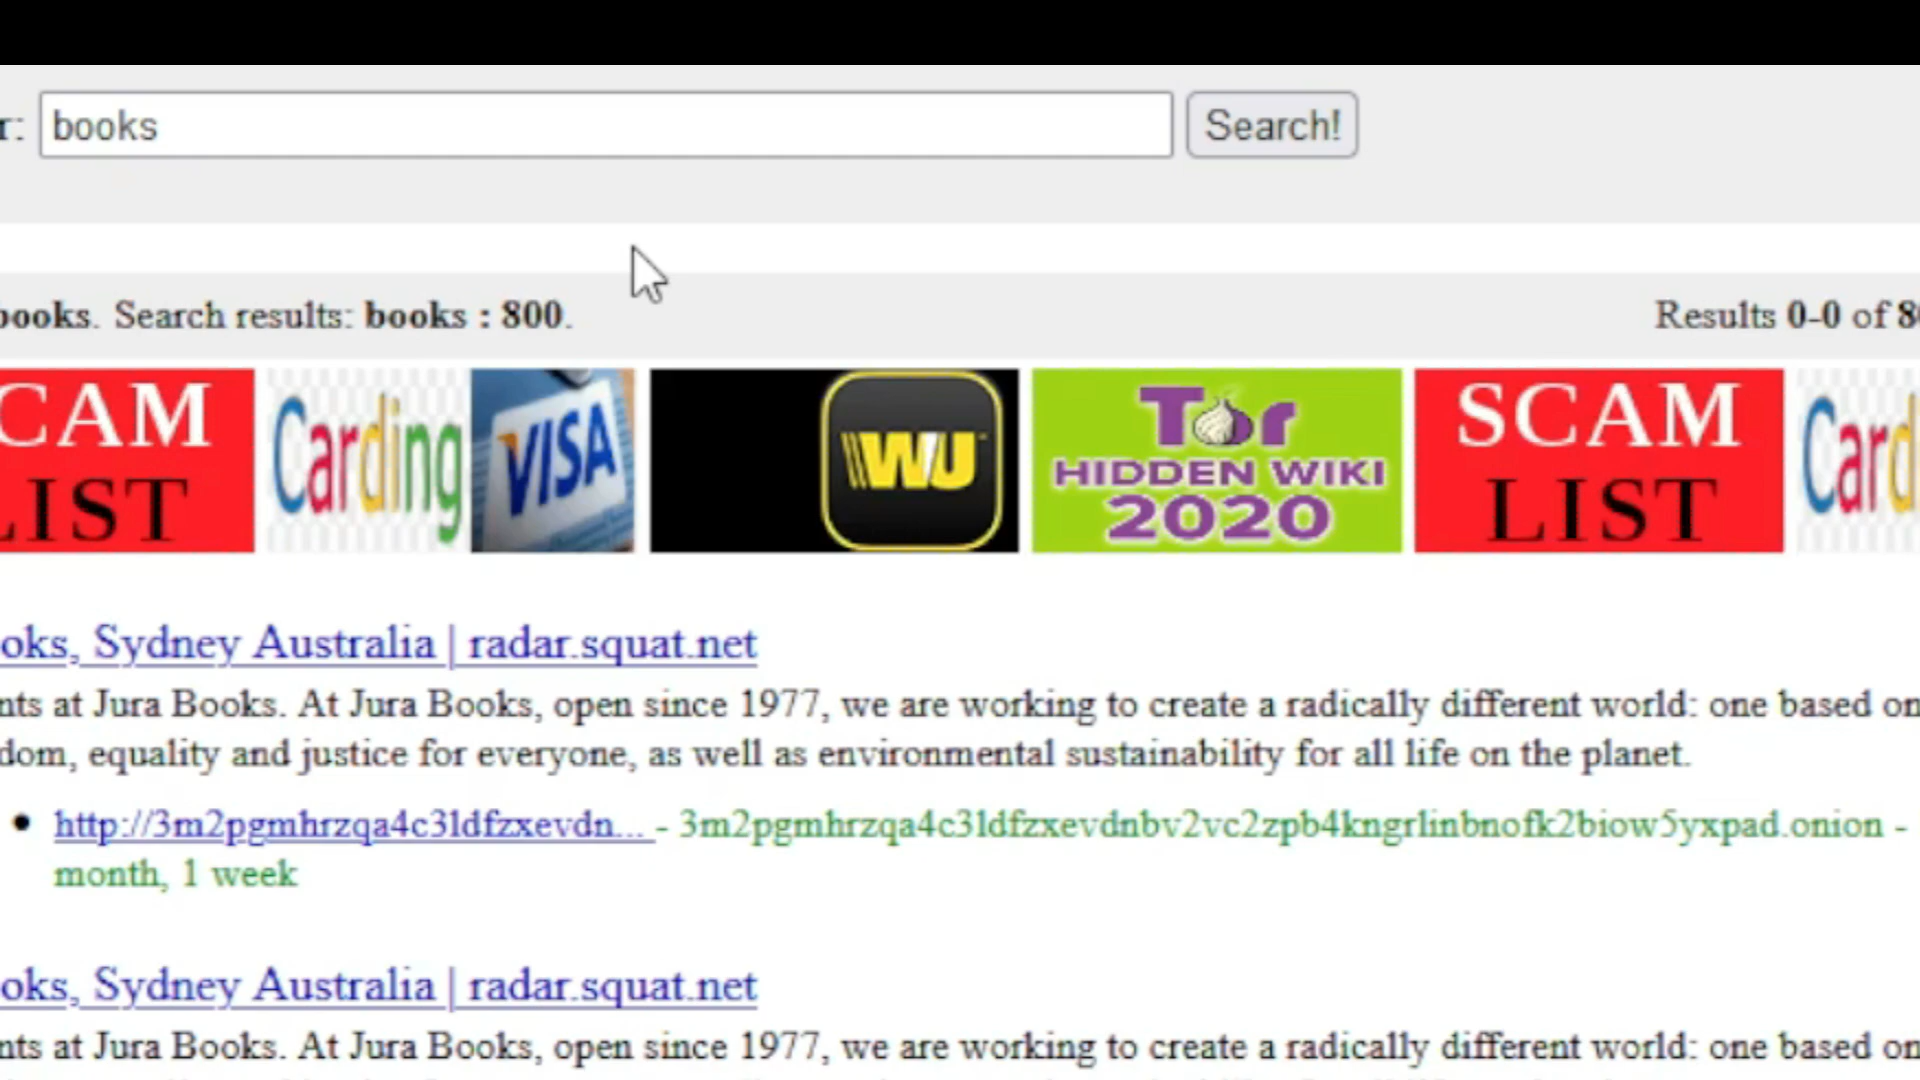 r: books Search!
books. Search results: books : 800. Results 0-0 of 8
CAM LIST Carding VISA WU Tor HIDDEN WIKI 2020 SCAM LIST Card
oks, Sydney Australia | radar.squat.net
nts at Jura Books. At Jura Books, open since 1977, we are working to create a radically different world: one based on
dom, equality and justice for everyone, as well as environmental sustainability for all life on the planet.
• http://3m2pgmhrzqa4c3ldfzxevdn... - 3m2pgmhrzqa4c3ldfzxevdnbv2vc2zpb4kngrlinbnofk2biow5yxpad.onion -
month, 1 week
oks, Sydney Australia | radar.squat.net
nts at Jura Books. At Jura Books, open since 1977, we are working to create a radically different world: one based on